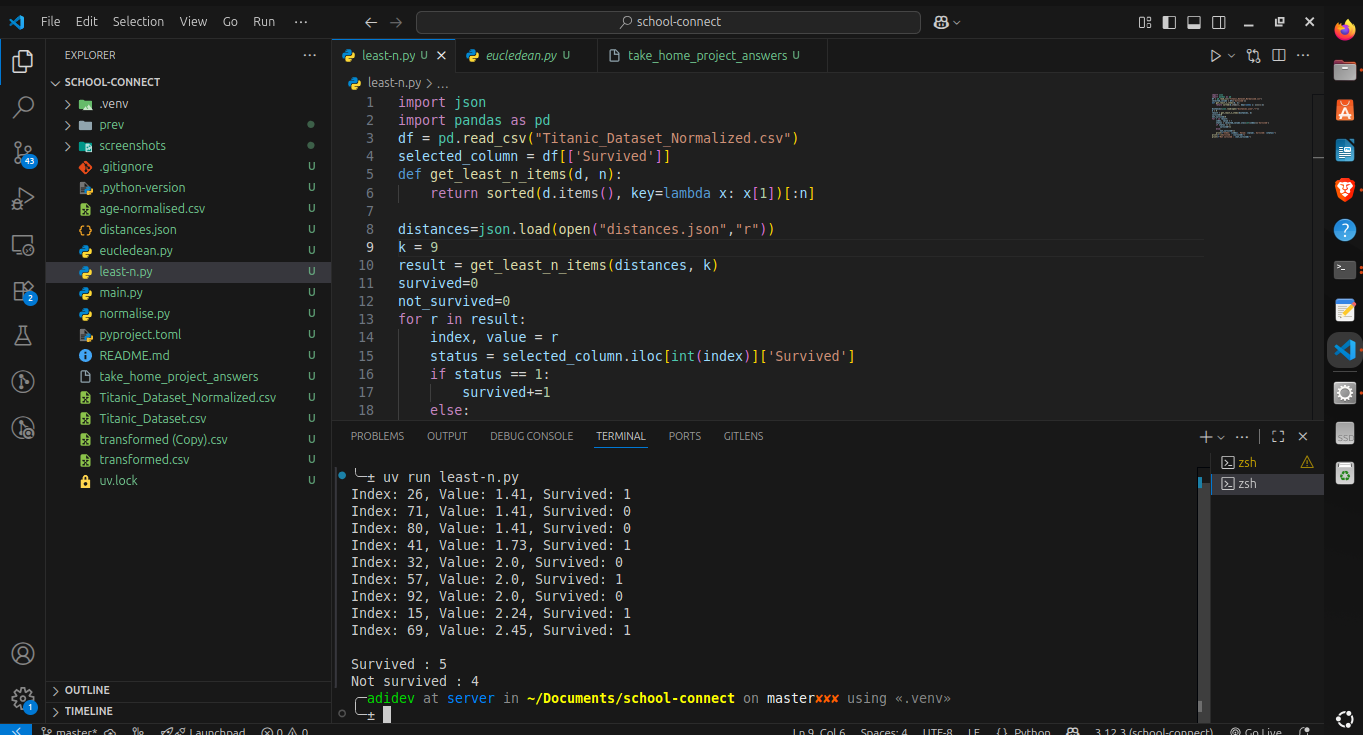 File Edit Selection View Go Run ··· school-connect
EXPLORER
SCHOOL-CONNECT
.venv
prev
screenshots
.gitignore U
.python-version U
age-normalised.csv U
distances.json U
eucledean.py U
least-n.py U
main.py U
normalise.py U
pyproject.toml U
README.md U
take_home_project_answers U
Titanic_Dataset_Normalized.csv U
Titanic_Dataset.csv U
transformed (Copy).csv U
transformed.csv U
uv.lock U
OUTLINE
TIMELINE
43
2
1
least-n.py U eucledean.py U take_home_project_answers U
least-n.py > ...
1 import json
2 import pandas as pd
3 df = pd.read_csv("Titanic_Dataset_Normalized.csv")
4 selected_column = df[['Survived']]
5 def get_least_n_items(d, n):
6 return sorted(d.items(), key=lambda x: x[1])[:n]
7
8 distances=json.load(open("distances.json","r"))
9 k = 9
10 result = get_least_n_items(distances, k)
11 survived=0
12 not_survived=0
13 for r in result:
14 index, value = r
15 status = selected_column.iloc[int(index)]['Survived']
16 if status == 1:
17 survived+=1
18 else:
PROBLEMS OUTPUT DEBUG CONSOLE TERMINAL PORTS GITLENS
zsh
zsh
╰─± uv run least-n.py
Index: 26, Value: 1.41, Survived: 1
Index: 71, Value: 1.41, Survived: 0
Index: 80, Value: 1.41, Survived: 0
Index: 41, Value: 1.73, Survived: 1
Index: 32, Value: 2.0, Survived: 0
Index: 57, Value: 2.0, Survived: 1
Index: 92, Value: 2.0, Survived: 0
Index: 15, Value: 2.24, Survived: 1
Index: 69, Value: 2.45, Survived: 1
Survived : 5
Not survived : 4
╭─adidev at server in ~/Documents/school-connect on master✘✘✘ using «.venv»
╰─±
master* Launchpad 0 0 Ln 9, Col 6 Spaces: 4 UTF-8 LF {} Python 3.12.3 (school-connect) Go Live
SSD